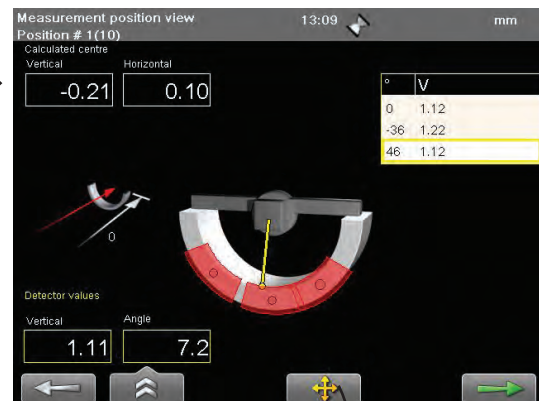 Measurement position view 13:09 mm
Position # 1(10)
Calculated centre
Vertical Horizontal
-0.21 0.10
° V
0 1.12
-36 1.22
46 1.12
0
Detector values
Vertical Angle
1.11 7.2